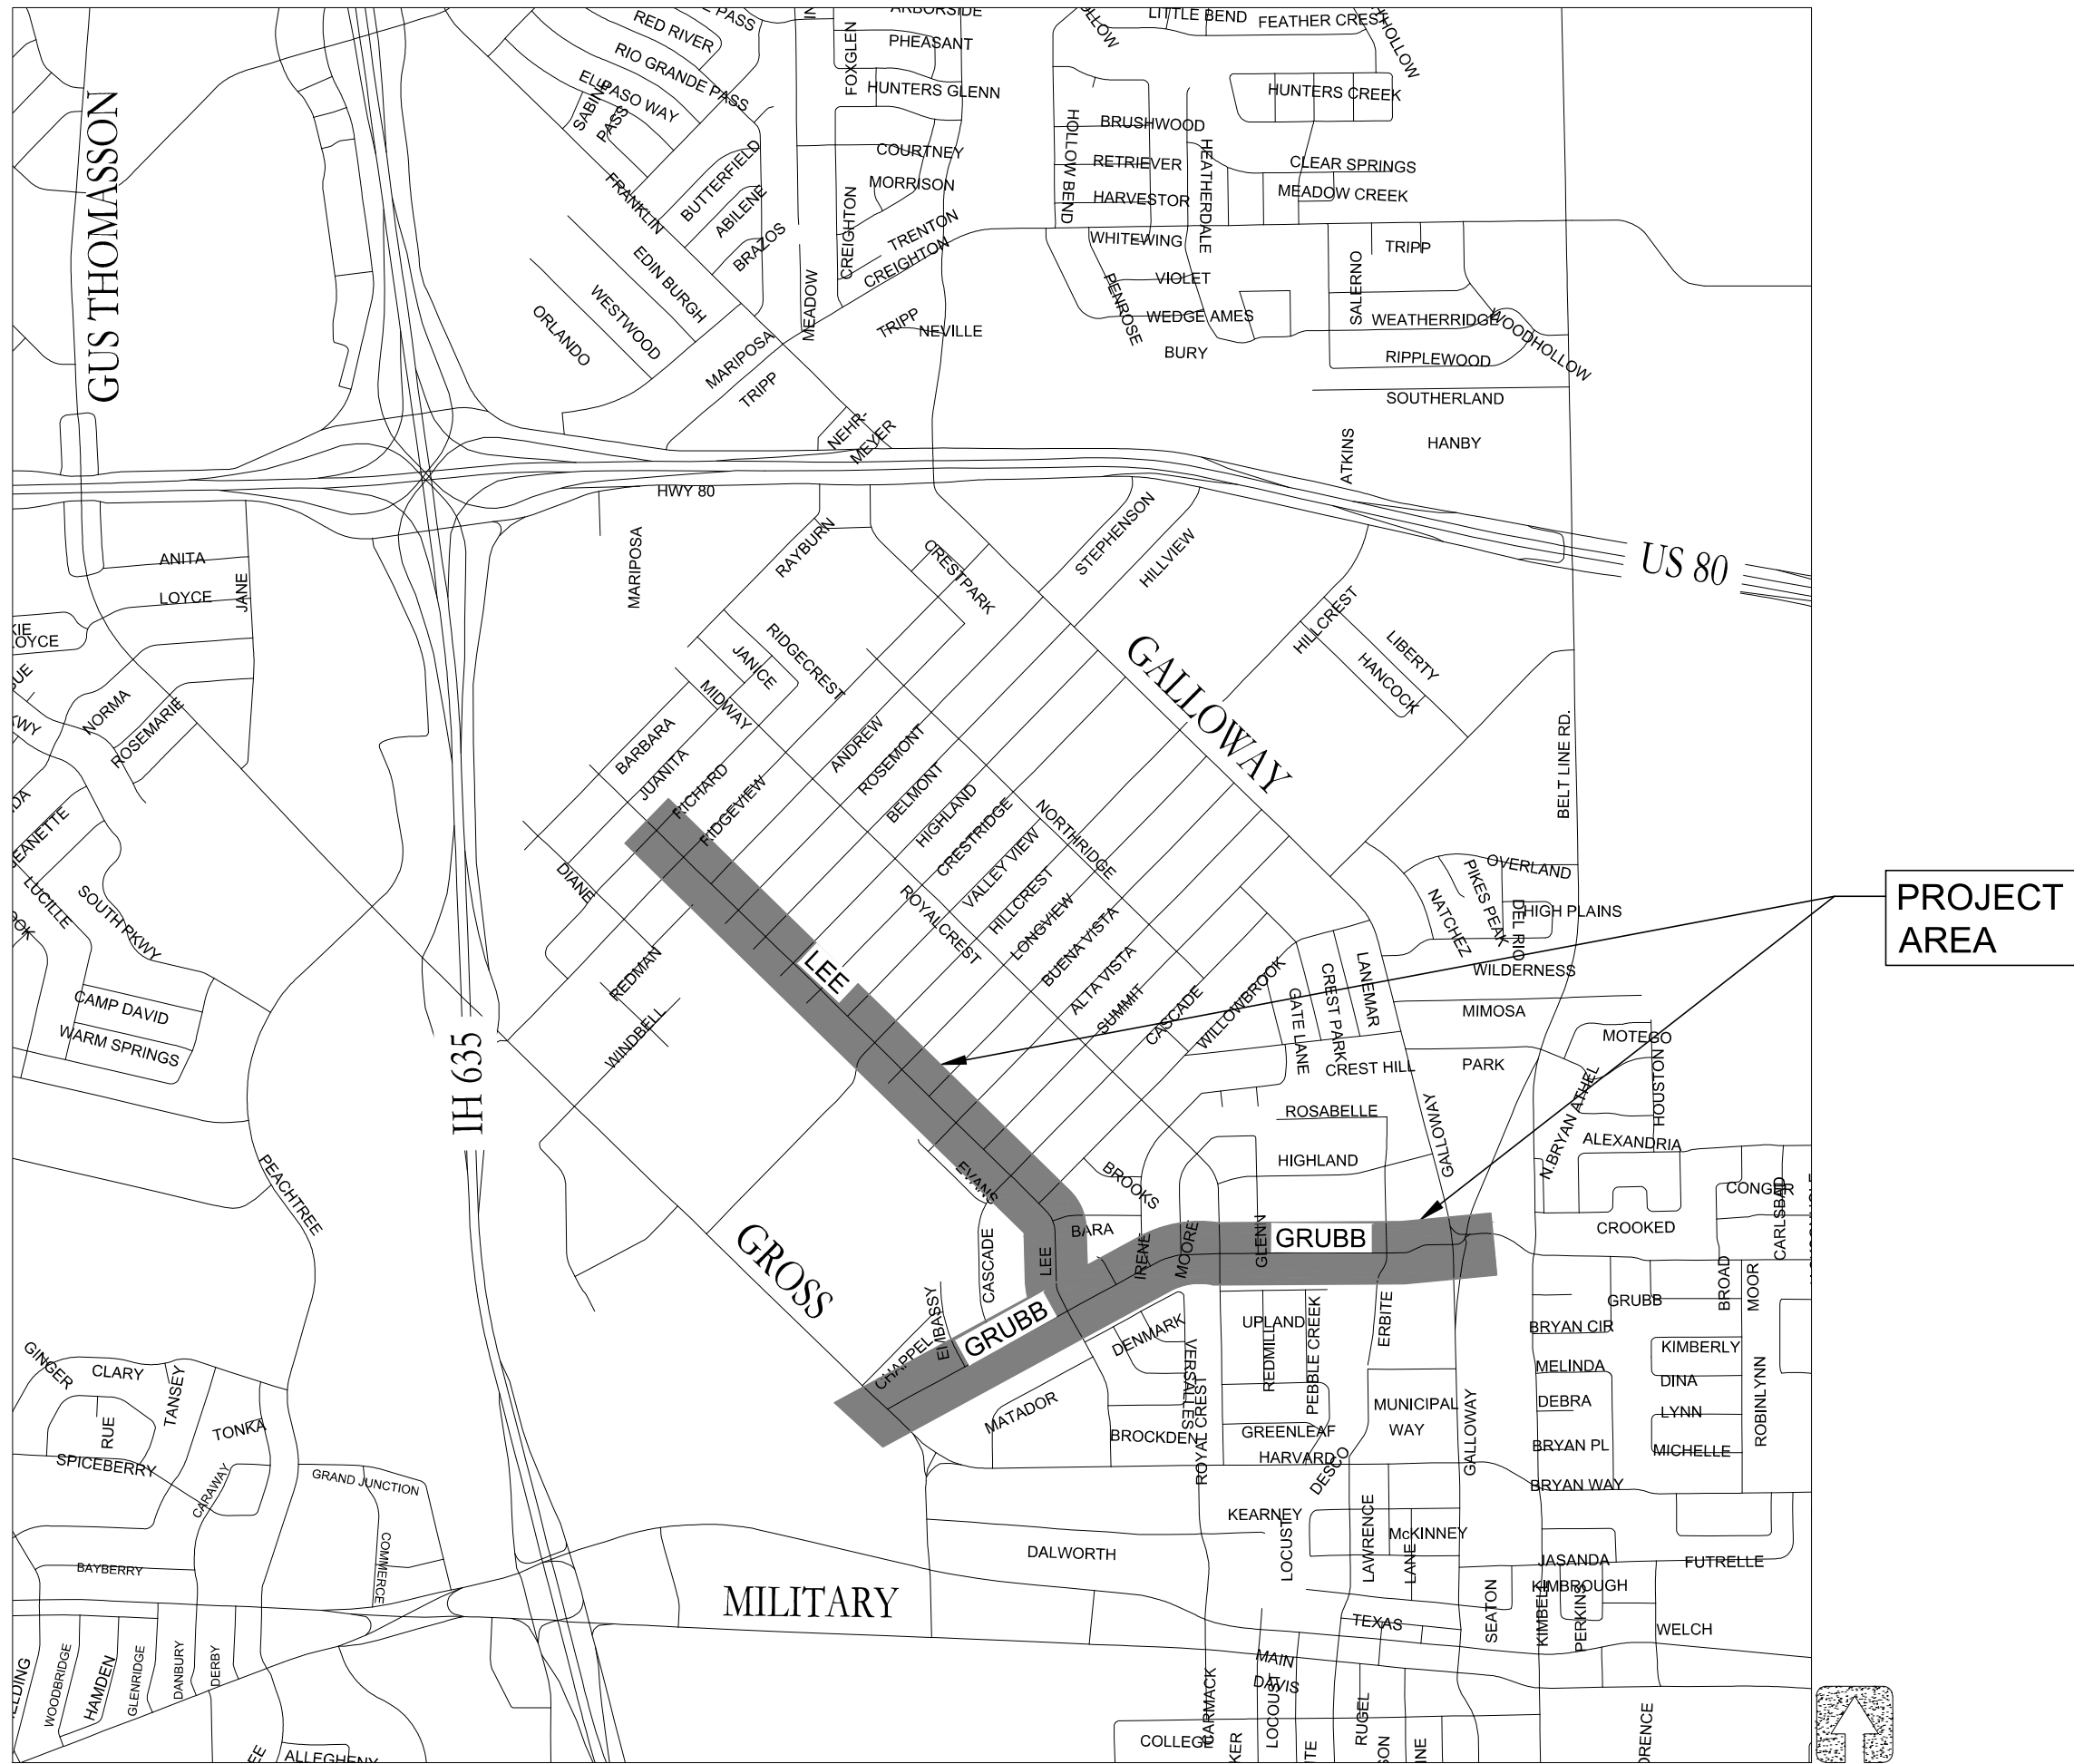 PASS
RED RIVER
RIO GRANDE PASS
EL PASO WAY
SABINE
PASS
ARBORSIDE
PHEASANT
FOXGLEN
HUNTERS GLENN
LITTLE BEND
FEATHER CREST
HUNTERS CREEK
BRUSHWOOD
HOLLOW BEND
RETRIEVER
HEATHERDALE
HARVESTOR
CLEAR SPRINGS
MEADOW CREEK
COURTNEY
MORRISON
CREIGHTON
TRENTON
CREIGHTON
BUTTERFIELD
FRANKLIN
ABILENE
BRAZOS
GUS THOMASSON
EDIN BURGH
WESTWOOD
ORLANDO
MEADOW
MARIPOSA
TRIPP
TRIPP
NEVILLE
WHITEWING
VIOLET
PENROSE
WEDGE AMES
BURY
TRIPP
SALERNO
WEATHERRIDGE
WOODHOLLOW
RIPPLEWOOD
SOUTHERLAND
ATKINS
HANBY
NEHR-
MEYER
HWY 80
US 80
ANITA
LOYCE
JANE
MARIPOSA
RAYBURN
CRESTPARK
STEPHENSON
HILLVIEW
HILLCREST
LIBERTY
HANCOCK
NORMA
ROSEMARIE
JANICE
RIDGECREST
MIDWAY
BARBARA
JUANITA
RICHARD
RIDGEVIEW
ANDREW
ROSEMONT
BELMONT
HIGHLAND
CRESTRIDGE
VALLEY VIEW
HILLCREST
LONGVIEW
BUENA VISTA
ALTA VISTA
SUMMIT
CASCADE
WILLOWBROOK
NORTHRIDGE
ROYALCREST
GALLOWAY
BELT LINE RD.
OVERLAND
PIKES PEAK
NATCHEZ
DEL RIO
HIGH PLAINS
WILDERNESS
PROJECT
AREA
LUCILLE
SOUTH PKWY
CAMP DAVID
WARM SPRINGS
DIANE
REDMAN
WINDBELL
LEE
IH 635
GATE LANE
CREST PARK
LANEMAR
CREST HILL
MIMOSA
PARK
MOTEGO
HOUSTON
N.BRYAN ATHEL
ALEXANDRIA
ROSABELLE
GALLOWAY
HIGHLAND
BROOKS
EVANS
PEACHTREE
GROSS
CASCADE
LEE
BARA
IRENE
MOORE
GLENN
GRUBB
CROOKED
CONGER
CARLSBAD
BROAD
MOOR
GRUBB
EMBASSY
CHAPPEL
GRUBB
DENMARK
VERSALLES
UPLAND
REDMILL
PEBBLE CREEK
ERBITE
BRYAN CIR
MELINDA
DEBRA
BRYAN PL
BRYAN WAY
KIMBERLY
DINA
LYNN
MICHELLE
ROBINLYNN
GINGER
CLARY
RUE
TANSEY
TONKA
SPICEBERRY
CARAWAY
GRAND JUNCTION
COMMERCE
BAYBERRY
MATADOR
BROCKDEN
ROYAL CREST
GREENLEAF
HARVARD
DESCO
MUNICIPAL
WAY
GALLOWAY
KEARNEY
LOCUST
LAWRENCE
McKINNEY
LANE
DALWORTH
MILITARY
JASANDA
FUTRELLE
KIMBROUGH
KIMBELL
PERKINS
WELCH
SEATON
TEXAS
MAIN
DAVIS
LOCOUST
CARMACK
RUGEL
COLLEGE
WOODBRIDGE
HAMDEN
GLENRIDGE
DANBURY
DERBY
ALLEGHENY